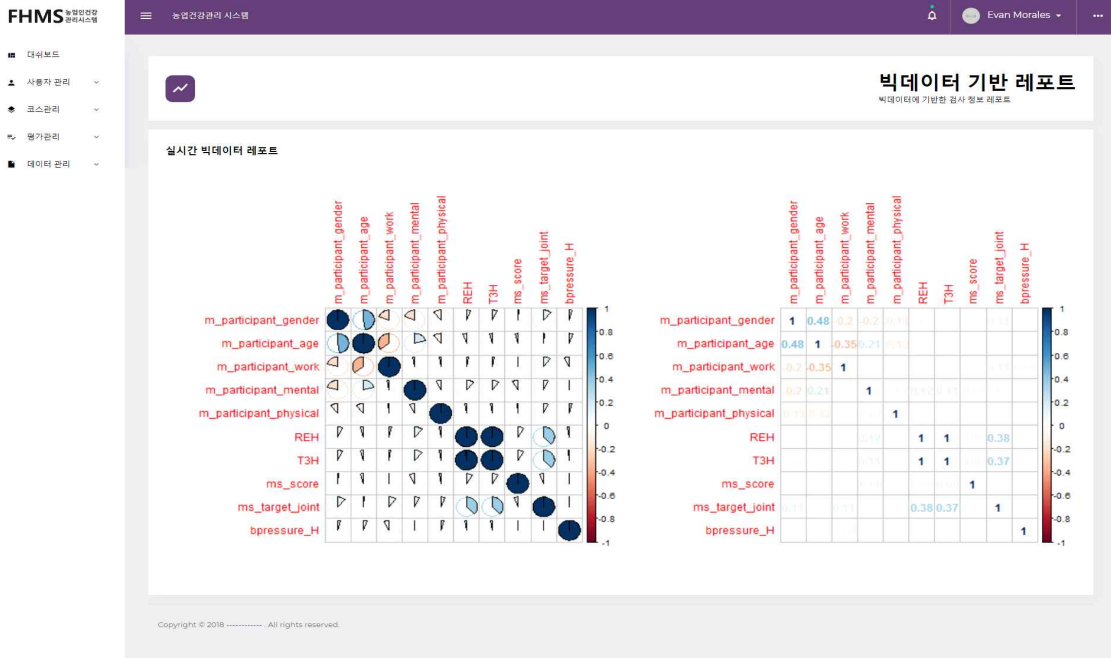 FHMS 농업인건강
관리시스템
농업건강관리 시스템
Evan Morales
대쉬보드
사용자 관리
코스관리
평가관리
데이터 관리
빅데이터 기반 레포트
빅데이터에 기반한 검사 정보 레포트
실시간 빅데이터 레포트
m_participant_gender
m_participant_age
m_participant_work
m_participant_mental
m_participant_physical
REH
T3H
ms_score
ms_target_joint
bpressure_H
m_participant_gender
m_participant_age
m_participant_work
m_participant_mental
m_participant_physical
REH
T3H
ms_score
ms_target_joint
bpressure_H
1
0.8
0.6
0.4
0.2
0
-0.2
-0.4
-0.6
-0.8
-1
m_participant_gender
m_participant_age
m_participant_work
m_participant_mental
m_participant_physical
REH
T3H
ms_score
ms_target_joint
bpressure_H
m_participant_gender 1 0.48 -0.2 -0.2
m_participant_age 0.48 1 -0.35 0.21
m_participant_work -0.2 -0.35 1
m_participant_mental -0.2 0.21 1
m_participant_physical 1
REH 1 1 0.38
T3H 1 1 0.37
ms_score 1
ms_target_joint 0.38 0.37 1
bpressure_H 1
1
0.8
0.6
0.4
0.2
0
-0.2
-0.4
-0.6
-0.8
-1
Copyright © 2018 ------------ . All rights reserved.